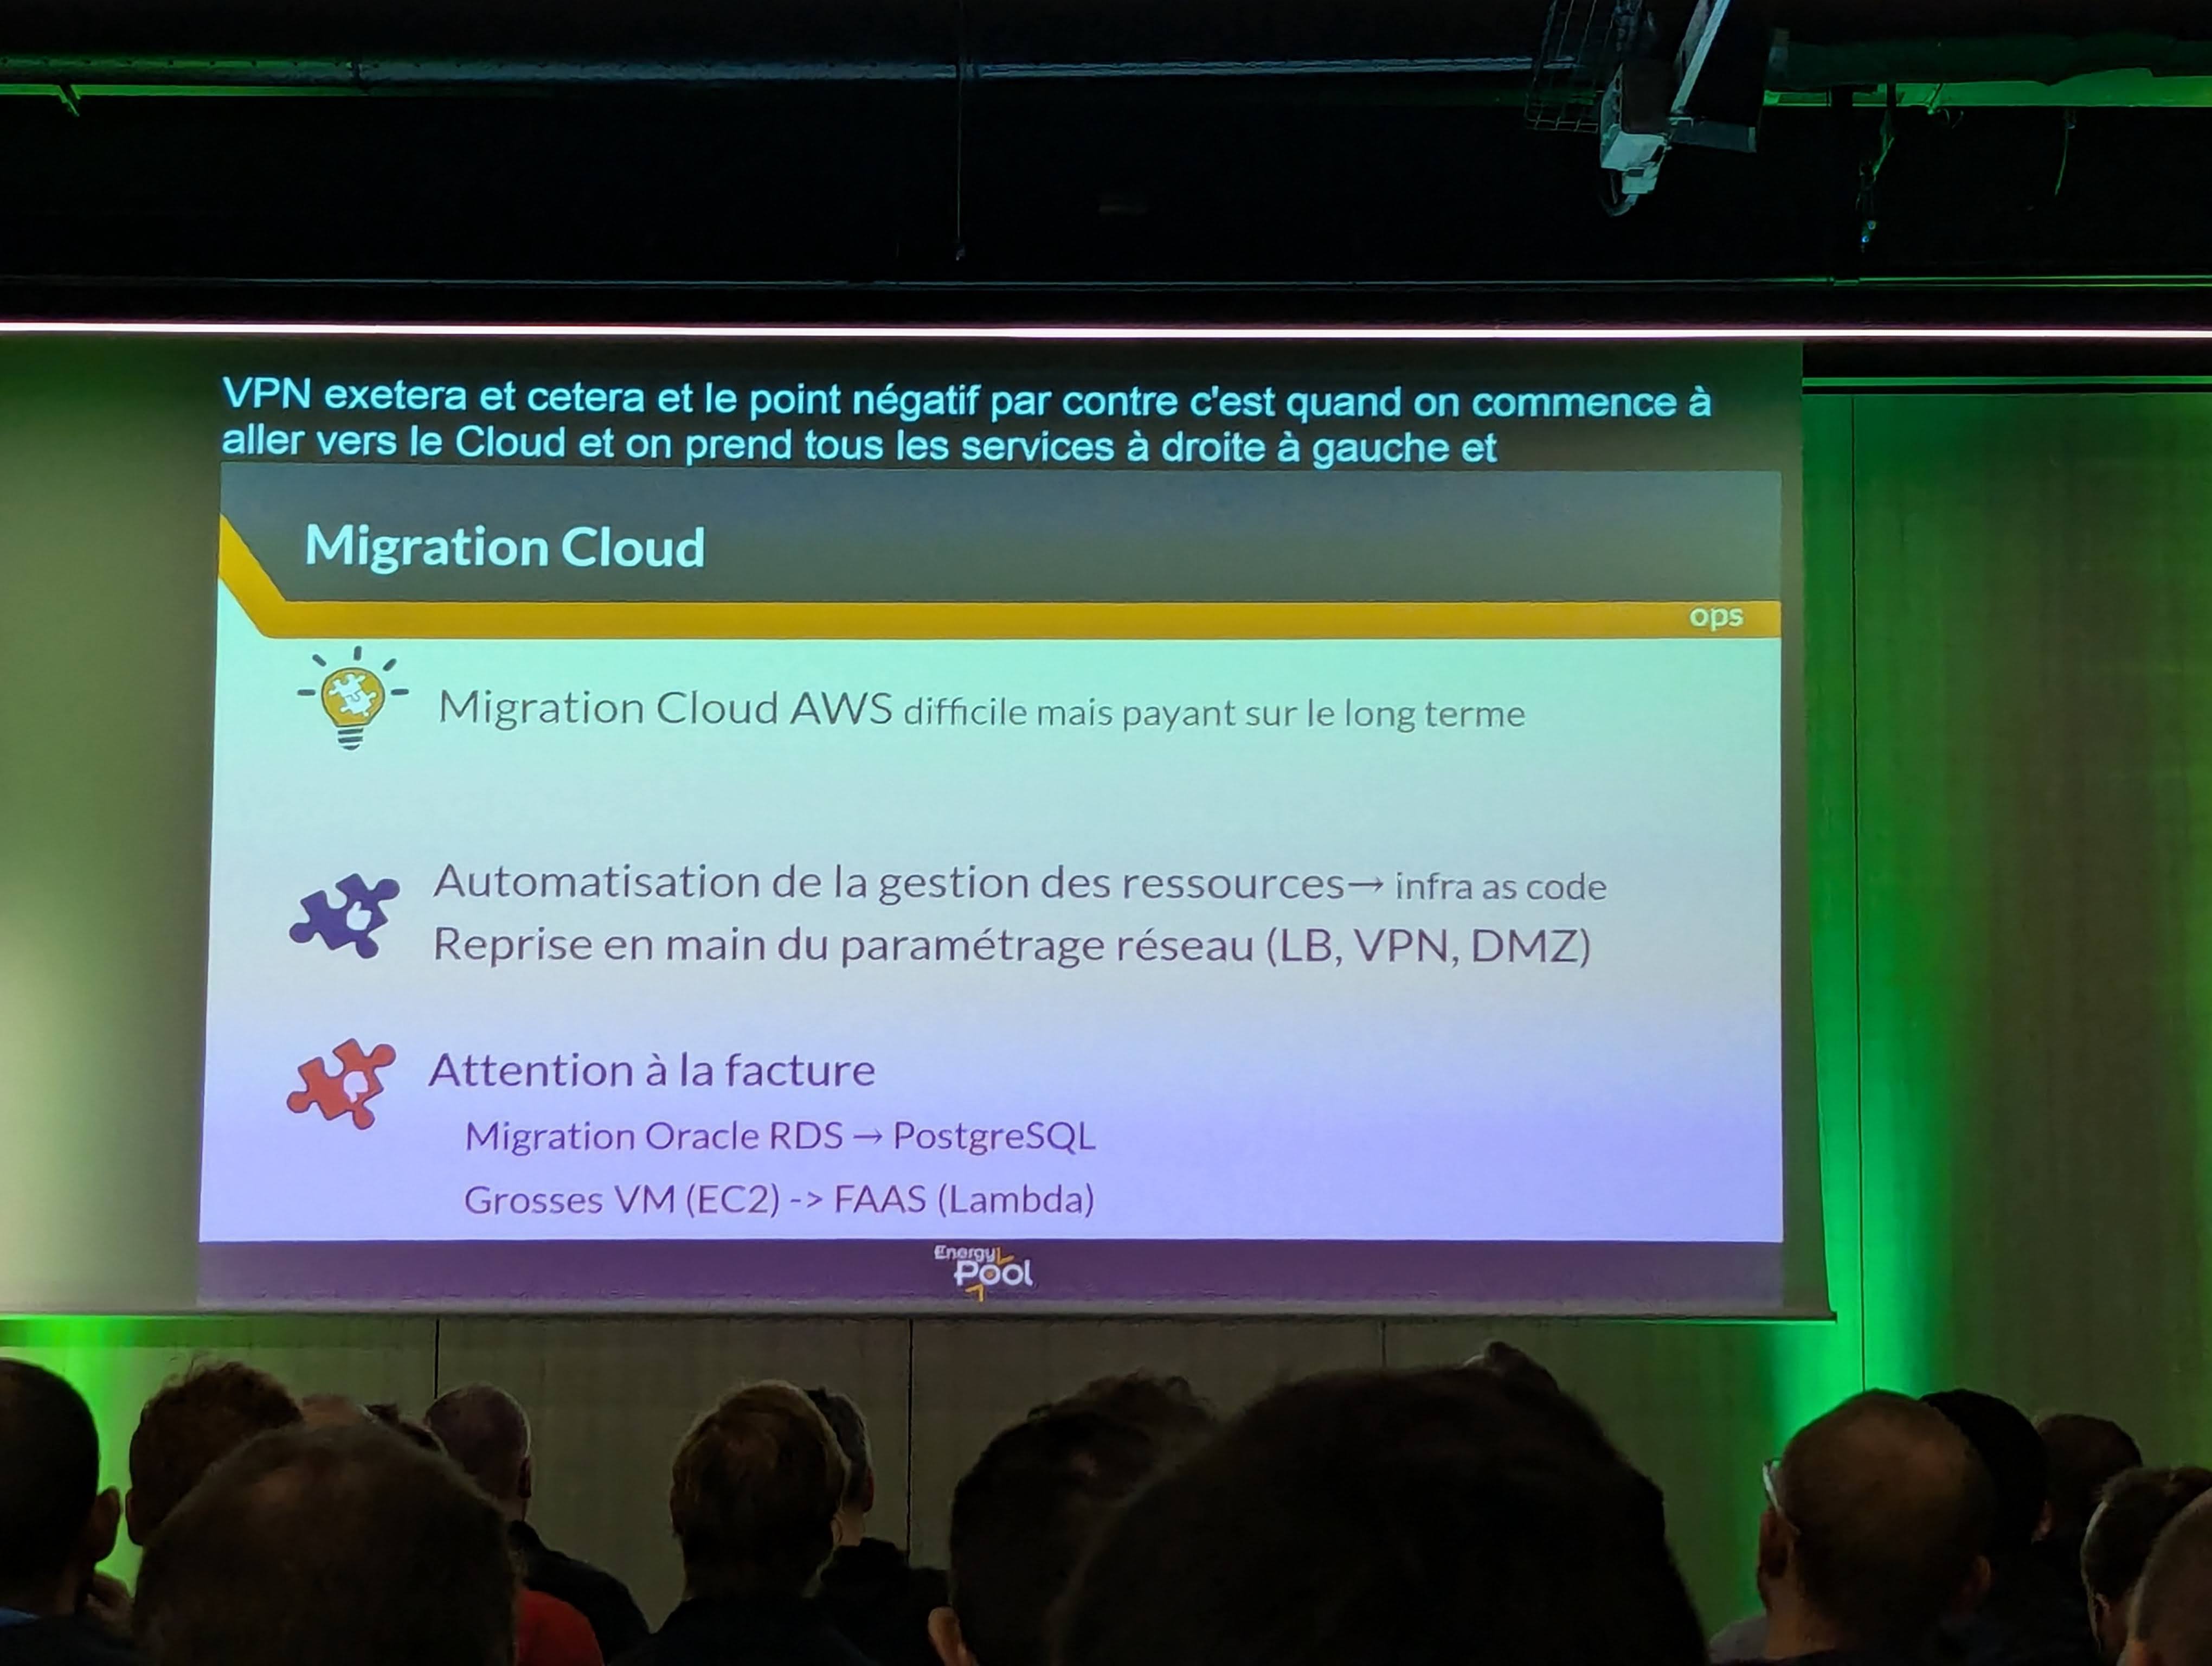 VPN exetera et cetera et le point négatif par contre c'est quand on commence à
aller vers le Cloud et on prend tous les services à droite à gauche et
Migration Cloud
ops
Migration Cloud AWS difficile mais payant sur le long terme
Automatisation de la gestion des ressources→ infra as code
Reprise en main du paramétrage réseau (LB, VPN, DMZ)
Attention à la facture
Migration Oracle RDS → PostgreSQL
Grosses VM (EC2) -> FAAS (Lambda)
Energy
Pool